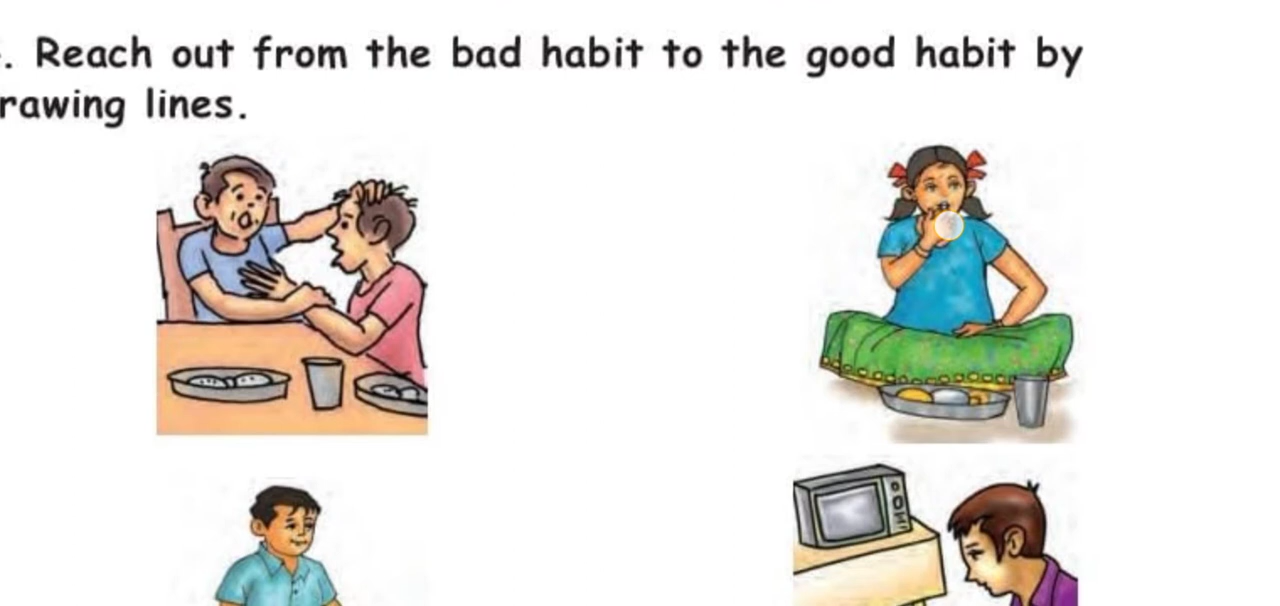 . Reach out from the bad habit to the good habit by
rawing lines.